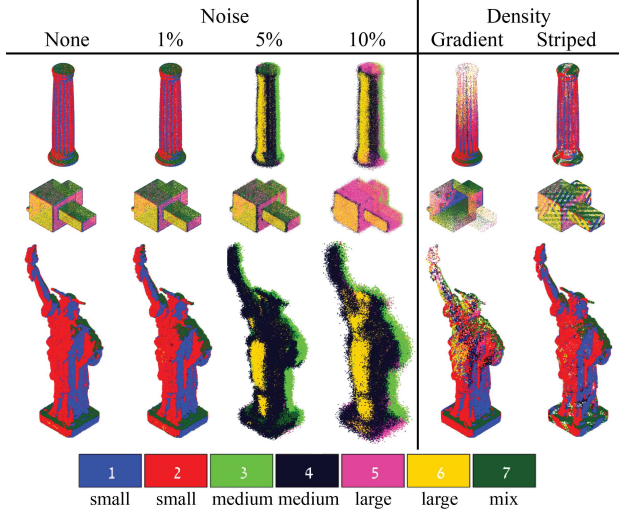 Noise Density
None 1% 5% 10% Gradient Striped
1 2 3 4 5 6 7
small small medium medium large large mix